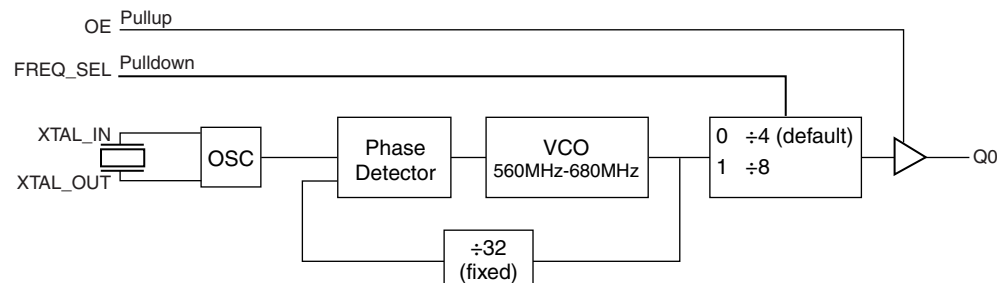 OE Pullup
FREQ_SEL Pulldown
XTAL_IN
XTAL_OUT
OSC
Phase
Detector
VCO
560MHz-680MHz
0 ÷4 (default)
1 ÷8
Q0
÷32
(fixed)